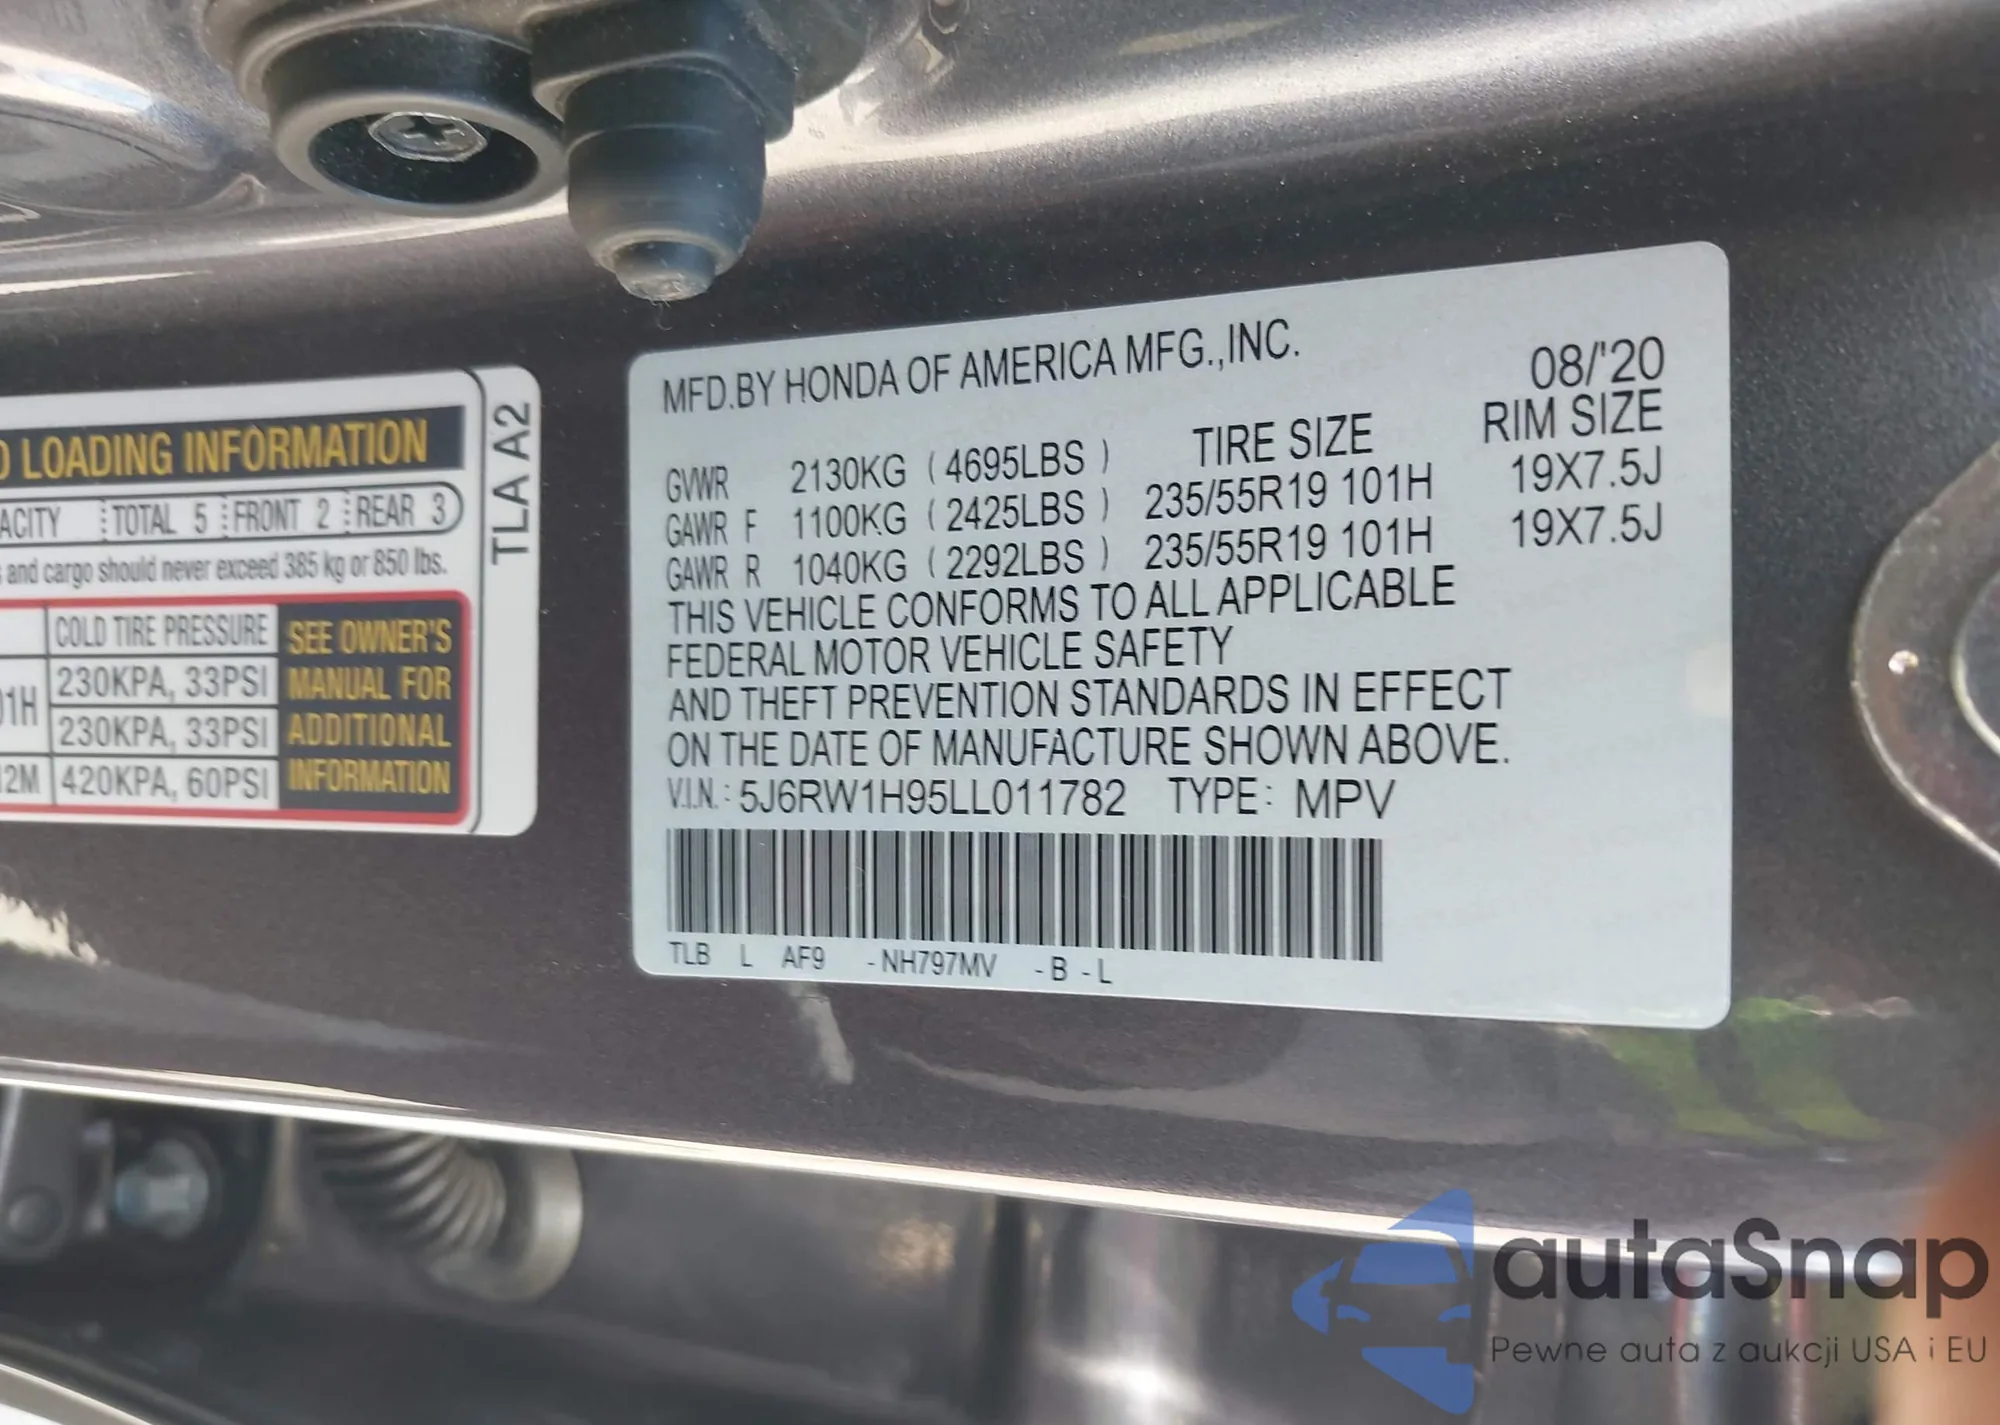 LOADING INFORMATION
TOTAL 5 FRONT 2 REAR 3
and cargo should never exceed 385 kg or 850 lbs.
COLD TIRE PRESSURE
230KPA, 33PSI
230KPA, 33PSI
420KPA, 60PSI
SEE OWNER'S
MANUAL FOR
ADDITIONAL
INFORMATION
TLA A2
MFD.BY HONDA OF AMERICA MFG.,INC. 08/'20
TIRE SIZE RIM SIZE
GVWR 2130KG ( 4695LBS )
GAWR F 1100KG ( 2425LBS ) 235/55R19 101H 19X7.5J
GAWR R 1040KG ( 2292LBS ) 235/55R19 101H 19X7.5J
THIS VEHICLE CONFORMS TO ALL APPLICABLE
FEDERAL MOTOR VEHICLE SAFETY
AND THEFT PREVENTION STANDARDS IN EFFECT
ON THE DATE OF MANUFACTURE SHOWN ABOVE.
V.I.N.: 5J6RW1H95LL011782 TYPE: MPV
TLB L AF9 -NH797MV -B -L
autaSnap
Pewne auta z aukcji USA i EU